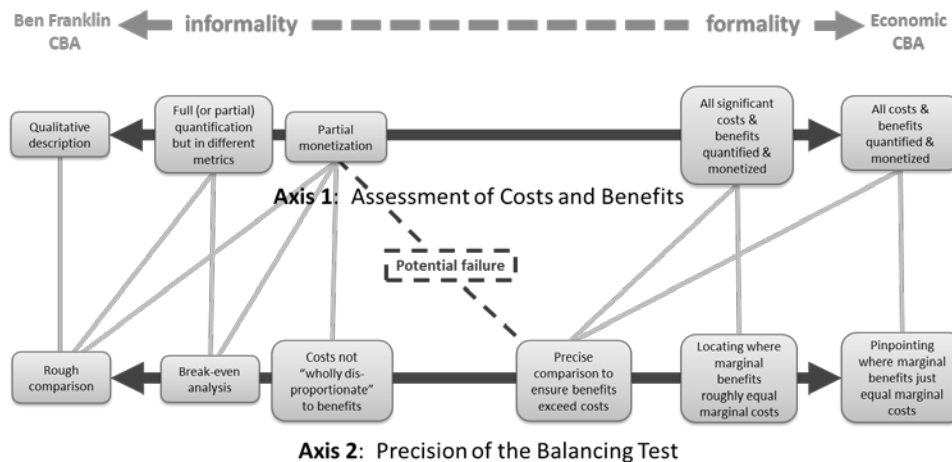 Ben Franklin
CBA
informality
formality
Economic
CBA
Qualitative
description
Full (or partial)
quantification
but in different
metrics
Partial
monetization
All significant
costs &
benefits
quantified &
monetized
All costs &
benefits
quantified &
monetized
Axis 1: Assessment of Costs and Benefits
Potential failure
Rough
comparison
Break-even
analysis
Costs not
"wholly dis-
proportionate"
to benefits
Precise
comparison to
ensure benefits
exceed costs
Locating where
marginal
benefits
roughly equal
marginal costs
Pinpointing
where marginal
benefits just
equal marginal
costs
Axis 2: Precision of the Balancing Test